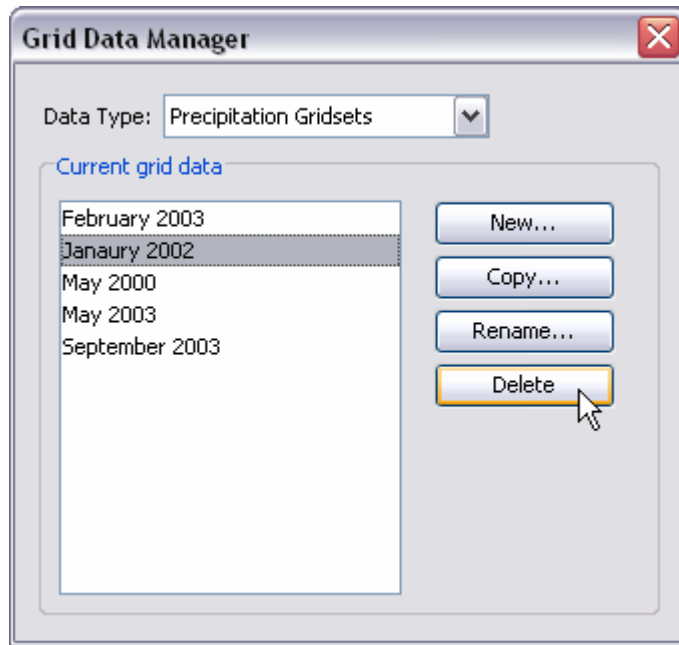 Grid Data Manager
Data Type: Precipitation Gridsets
Current grid data
February 2003
Janaury 2002
May 2000
May 2003
September 2003
New...
Copy...
Rename...
Delete